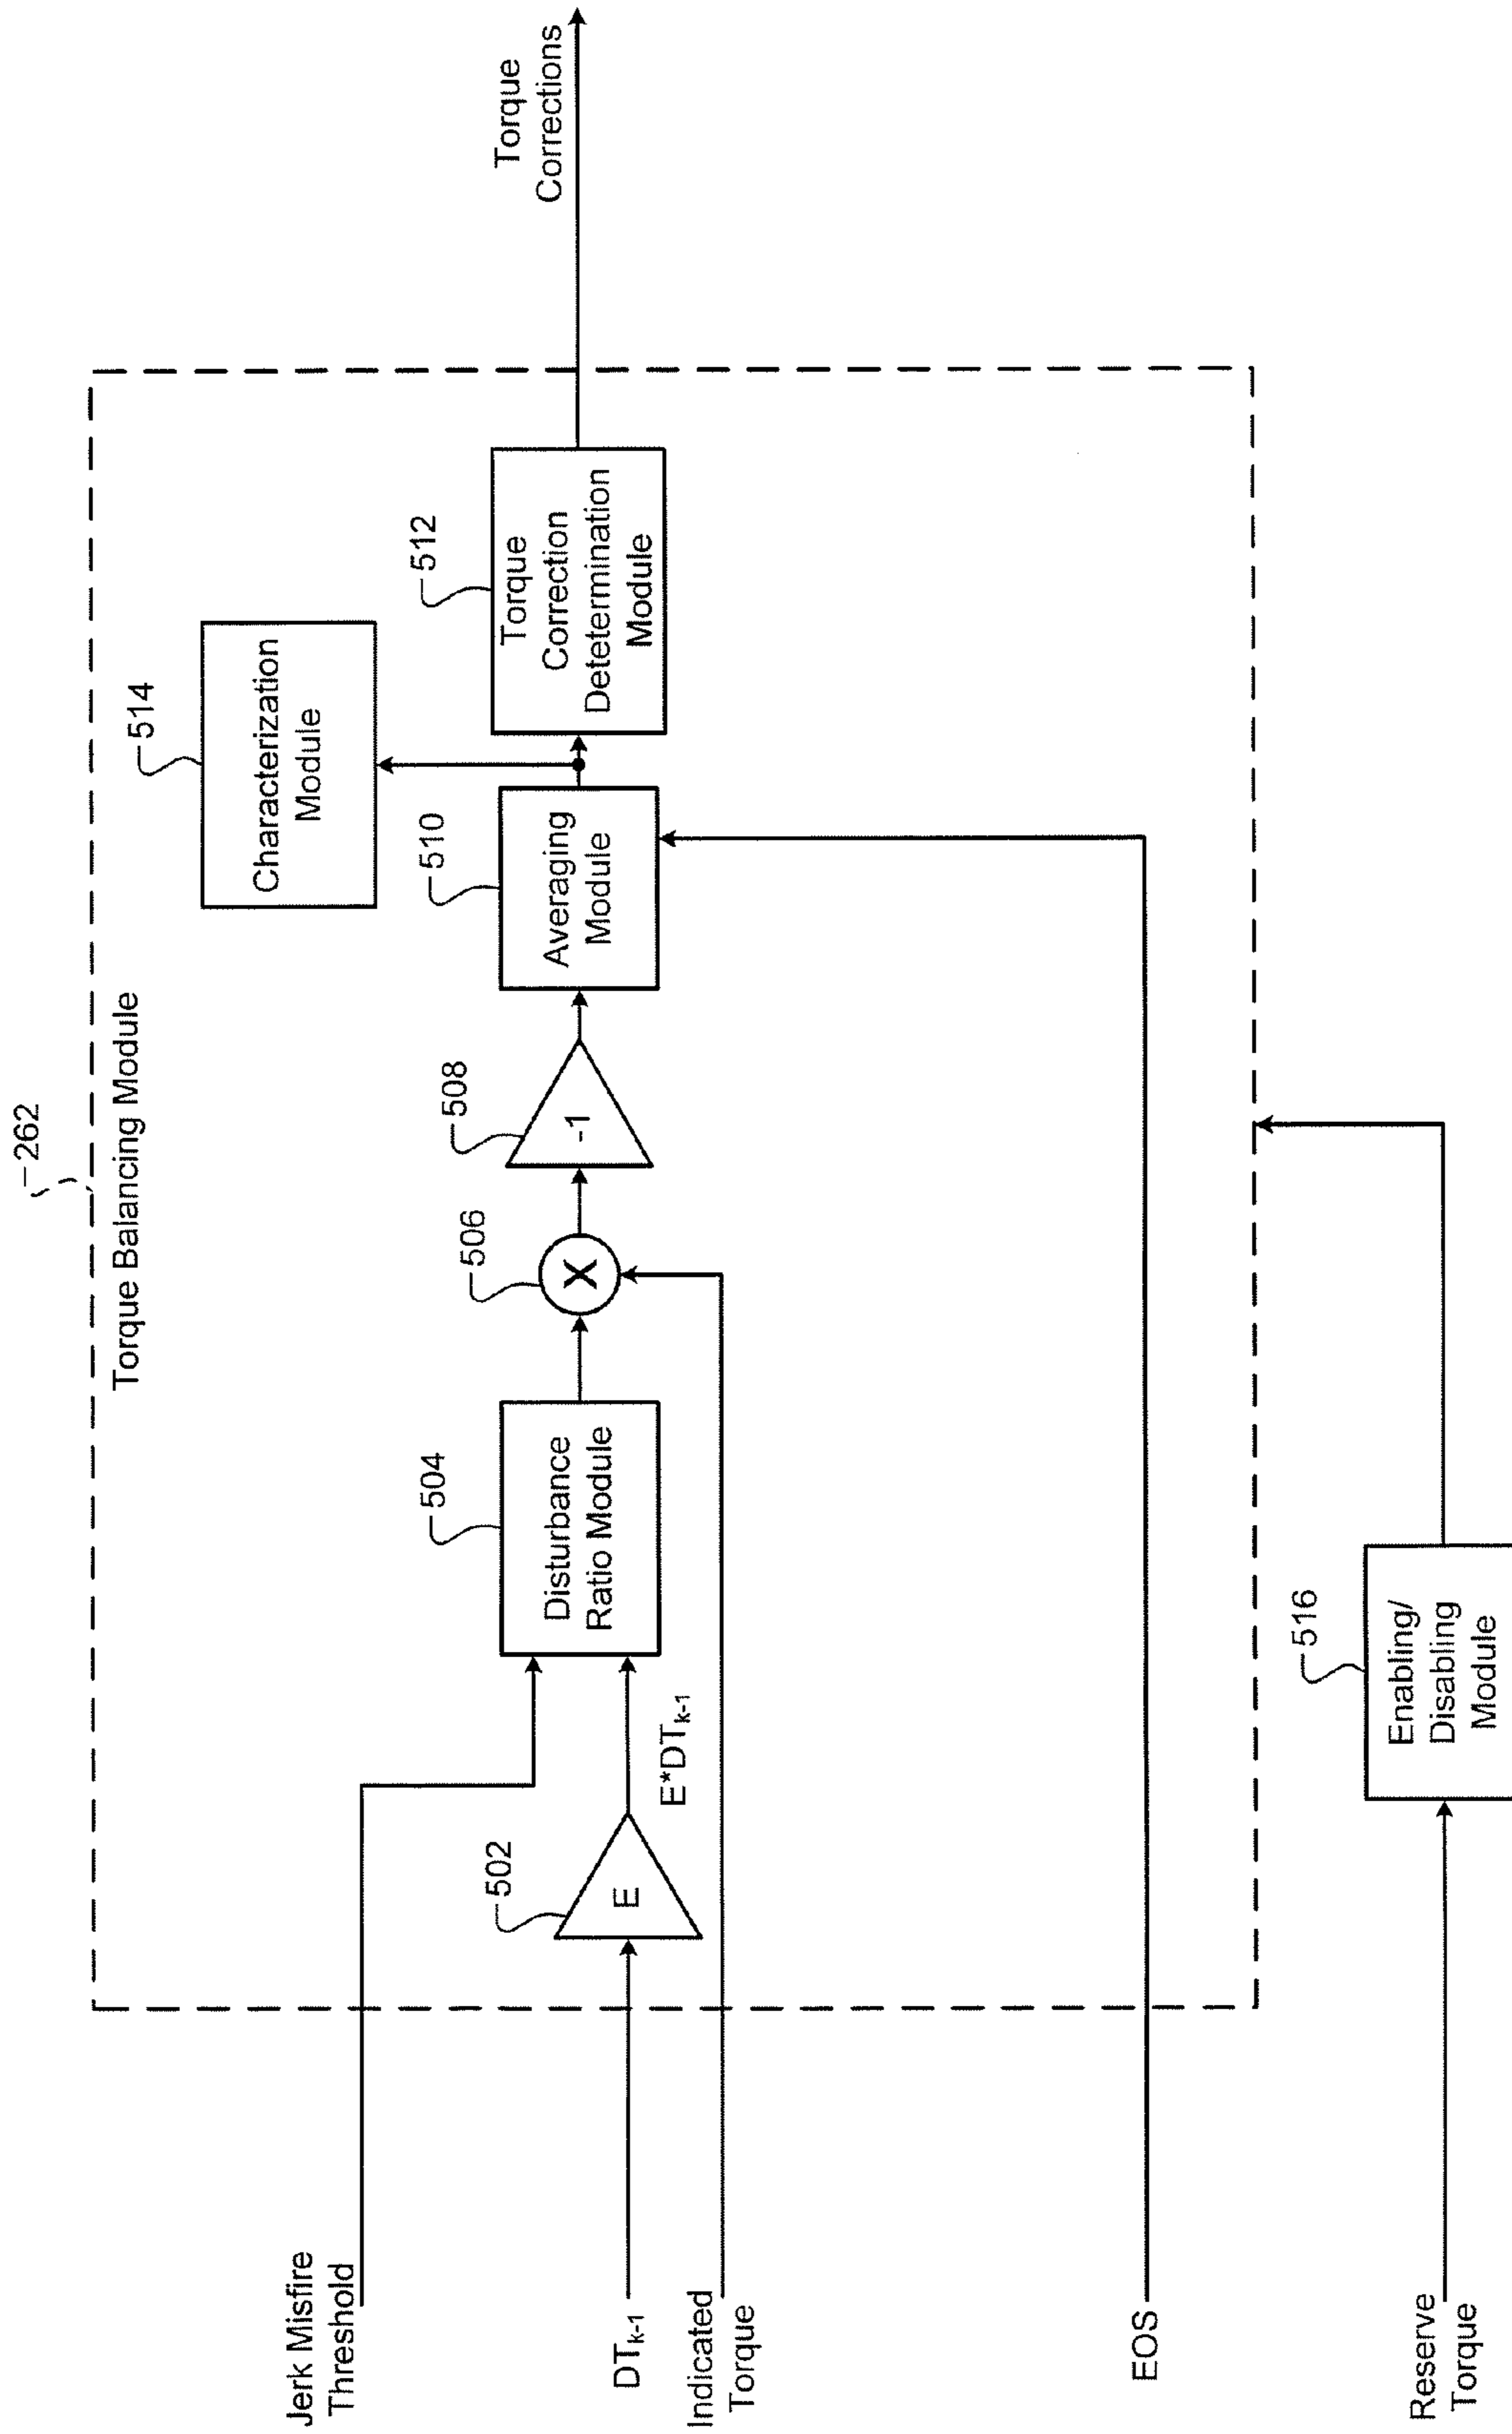 262
Torque Balancing Module
Jerk Misfire
Threshold
DTk-1
Indicated
Torque
EOS
Reserve
Torque
502
E
E*DTk-1
504
Disturbance
Ratio Module
506
X
508
-1
510
Averaging
Module
514
Characterization
Module
512
Torque
Correction
Detetermination
Module
Torque
Corrections
516
Enabling/
Disabling
Module